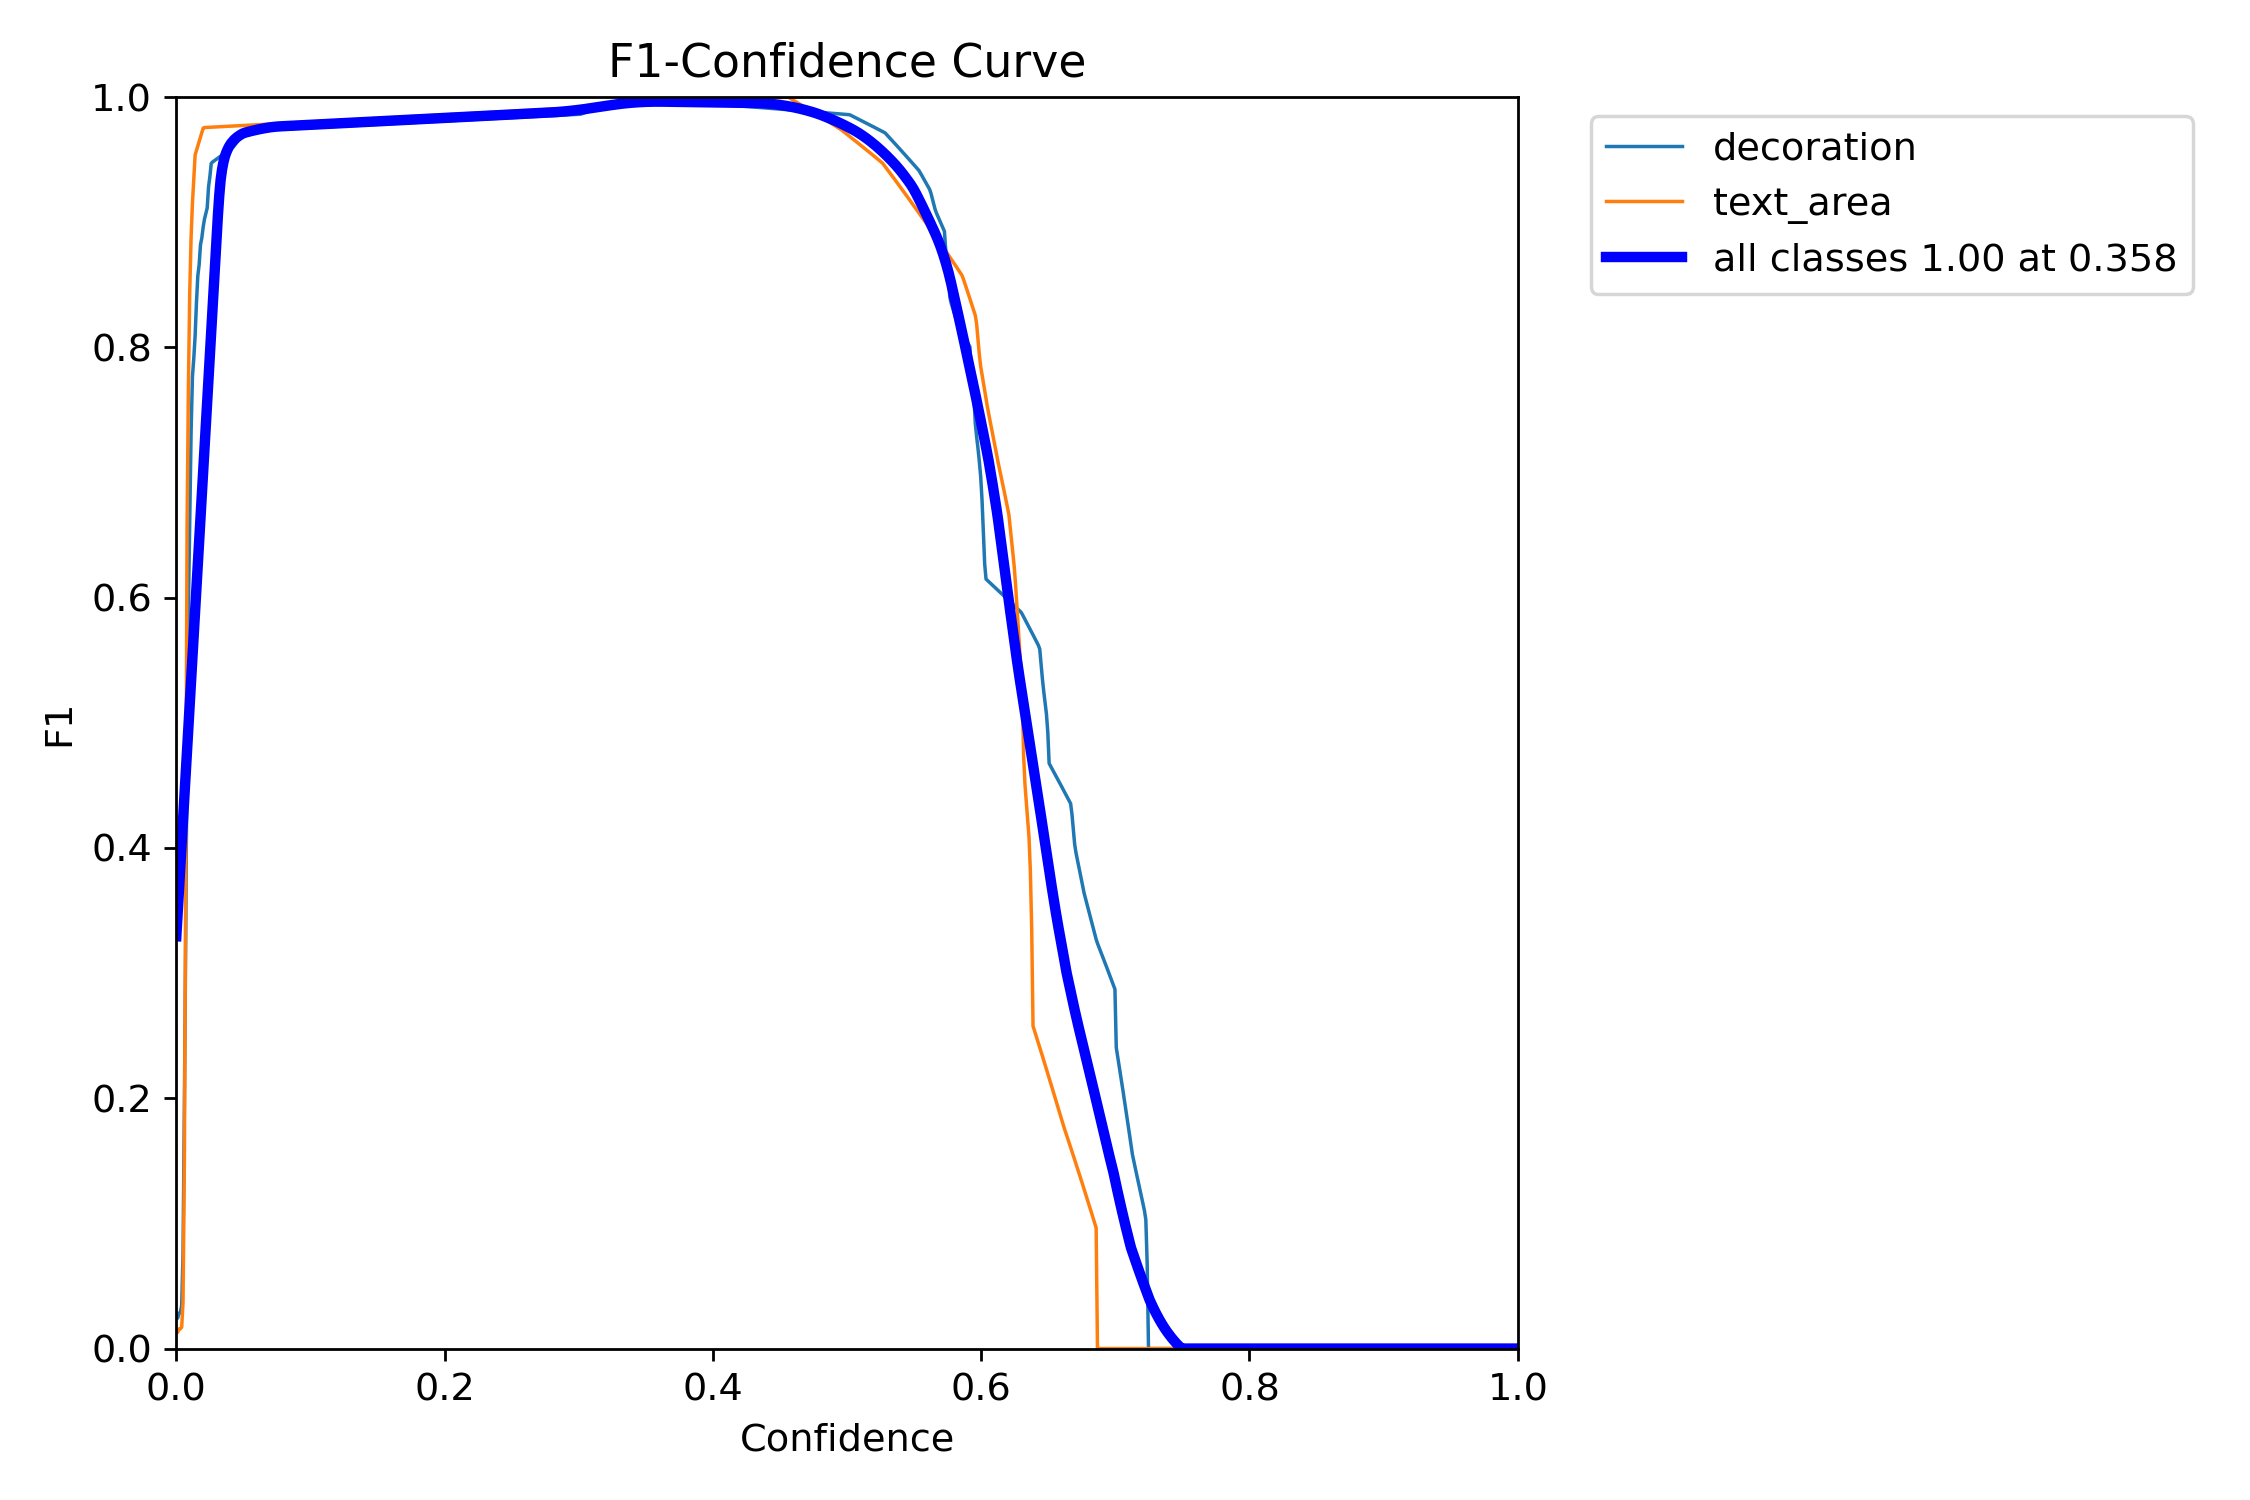 F1-Confidence Curve
1.0
0.8
0.6
0.4
0.2
0.0
F1
0.0 0.2 0.4 0.6 0.8 1.0
Confidence
decoration
text_area
all classes 1.00 at 0.358